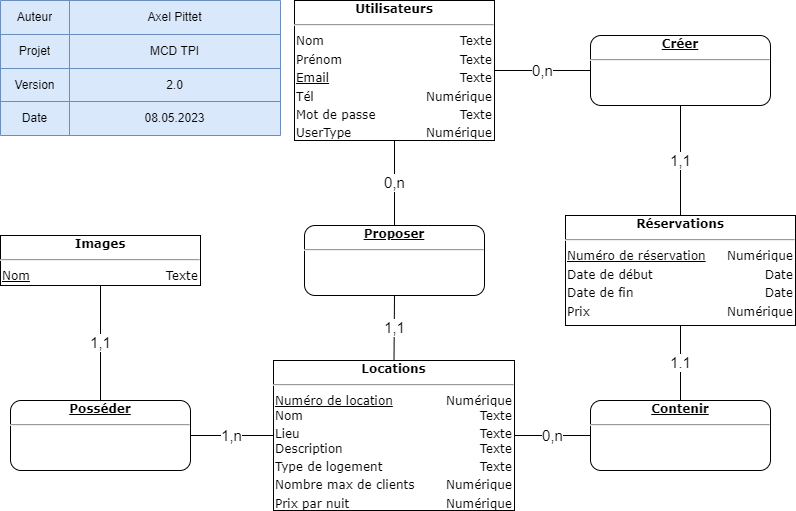 Auteur Axel Pittet
Projet MCD TPI
Version 2.0
Date 08.05.2023
Utilisateurs
Nom Texte
Prénom Texte
Email Texte
Tél Numérique
Mot de passe Texte
UserType Numérique
0,n
Créer
1,1
0,n
Proposer
1,1
Réservations
Numéro de réservation Numérique
Date de début Date
Date de fin Date
Prix Numérique
1.1
Images
Nom Texte
1,1
Posséder
1,n
Locations
Numéro de location Numérique
Nom Texte
Lieu Texte
Description Texte
Type de logement Texte
Nombre max de clients Numérique
Prix par nuit Numérique
0,n
Contenir